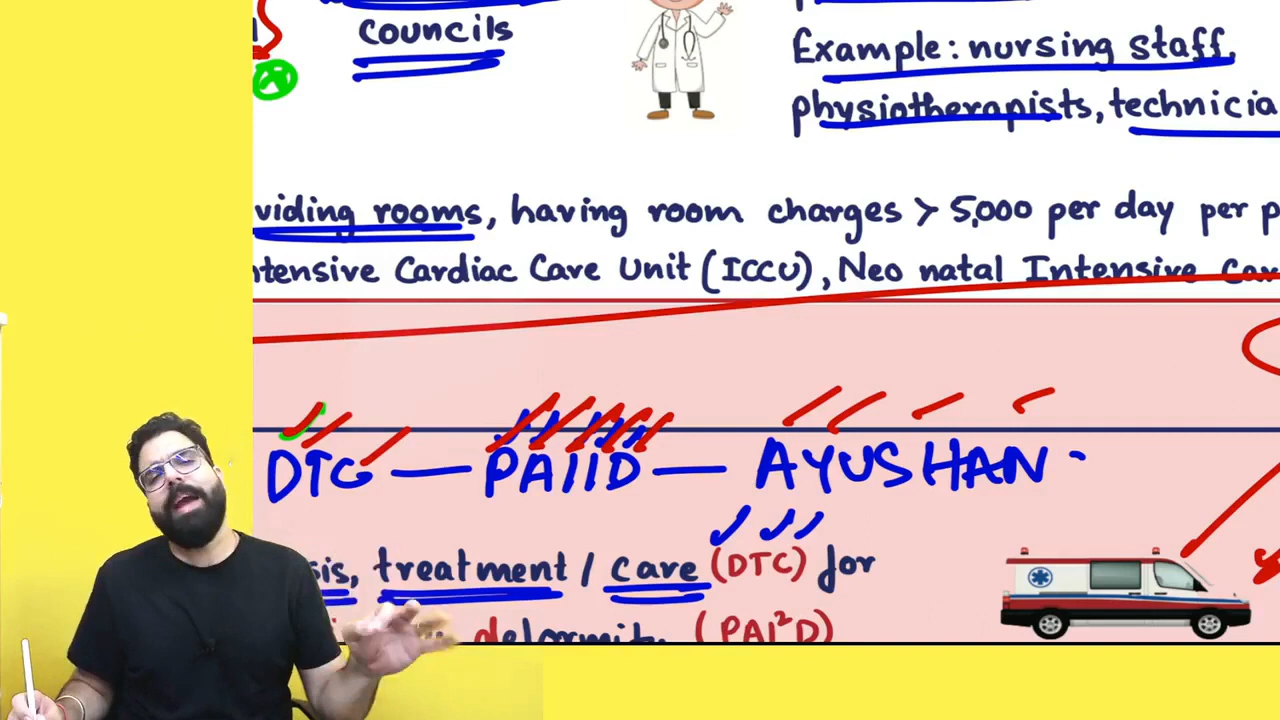 councils
Example: nursing staff,
physiotherapists, technicia
viding rooms, having room charges > 5,000 per day per p
ntensive Cardiac Care Unit (ICCU), Neo natal Intensive Car
DTC — PAIID — AYUSHMAN
sis, treatment / care (DTC) for
deformity (PAI²D)